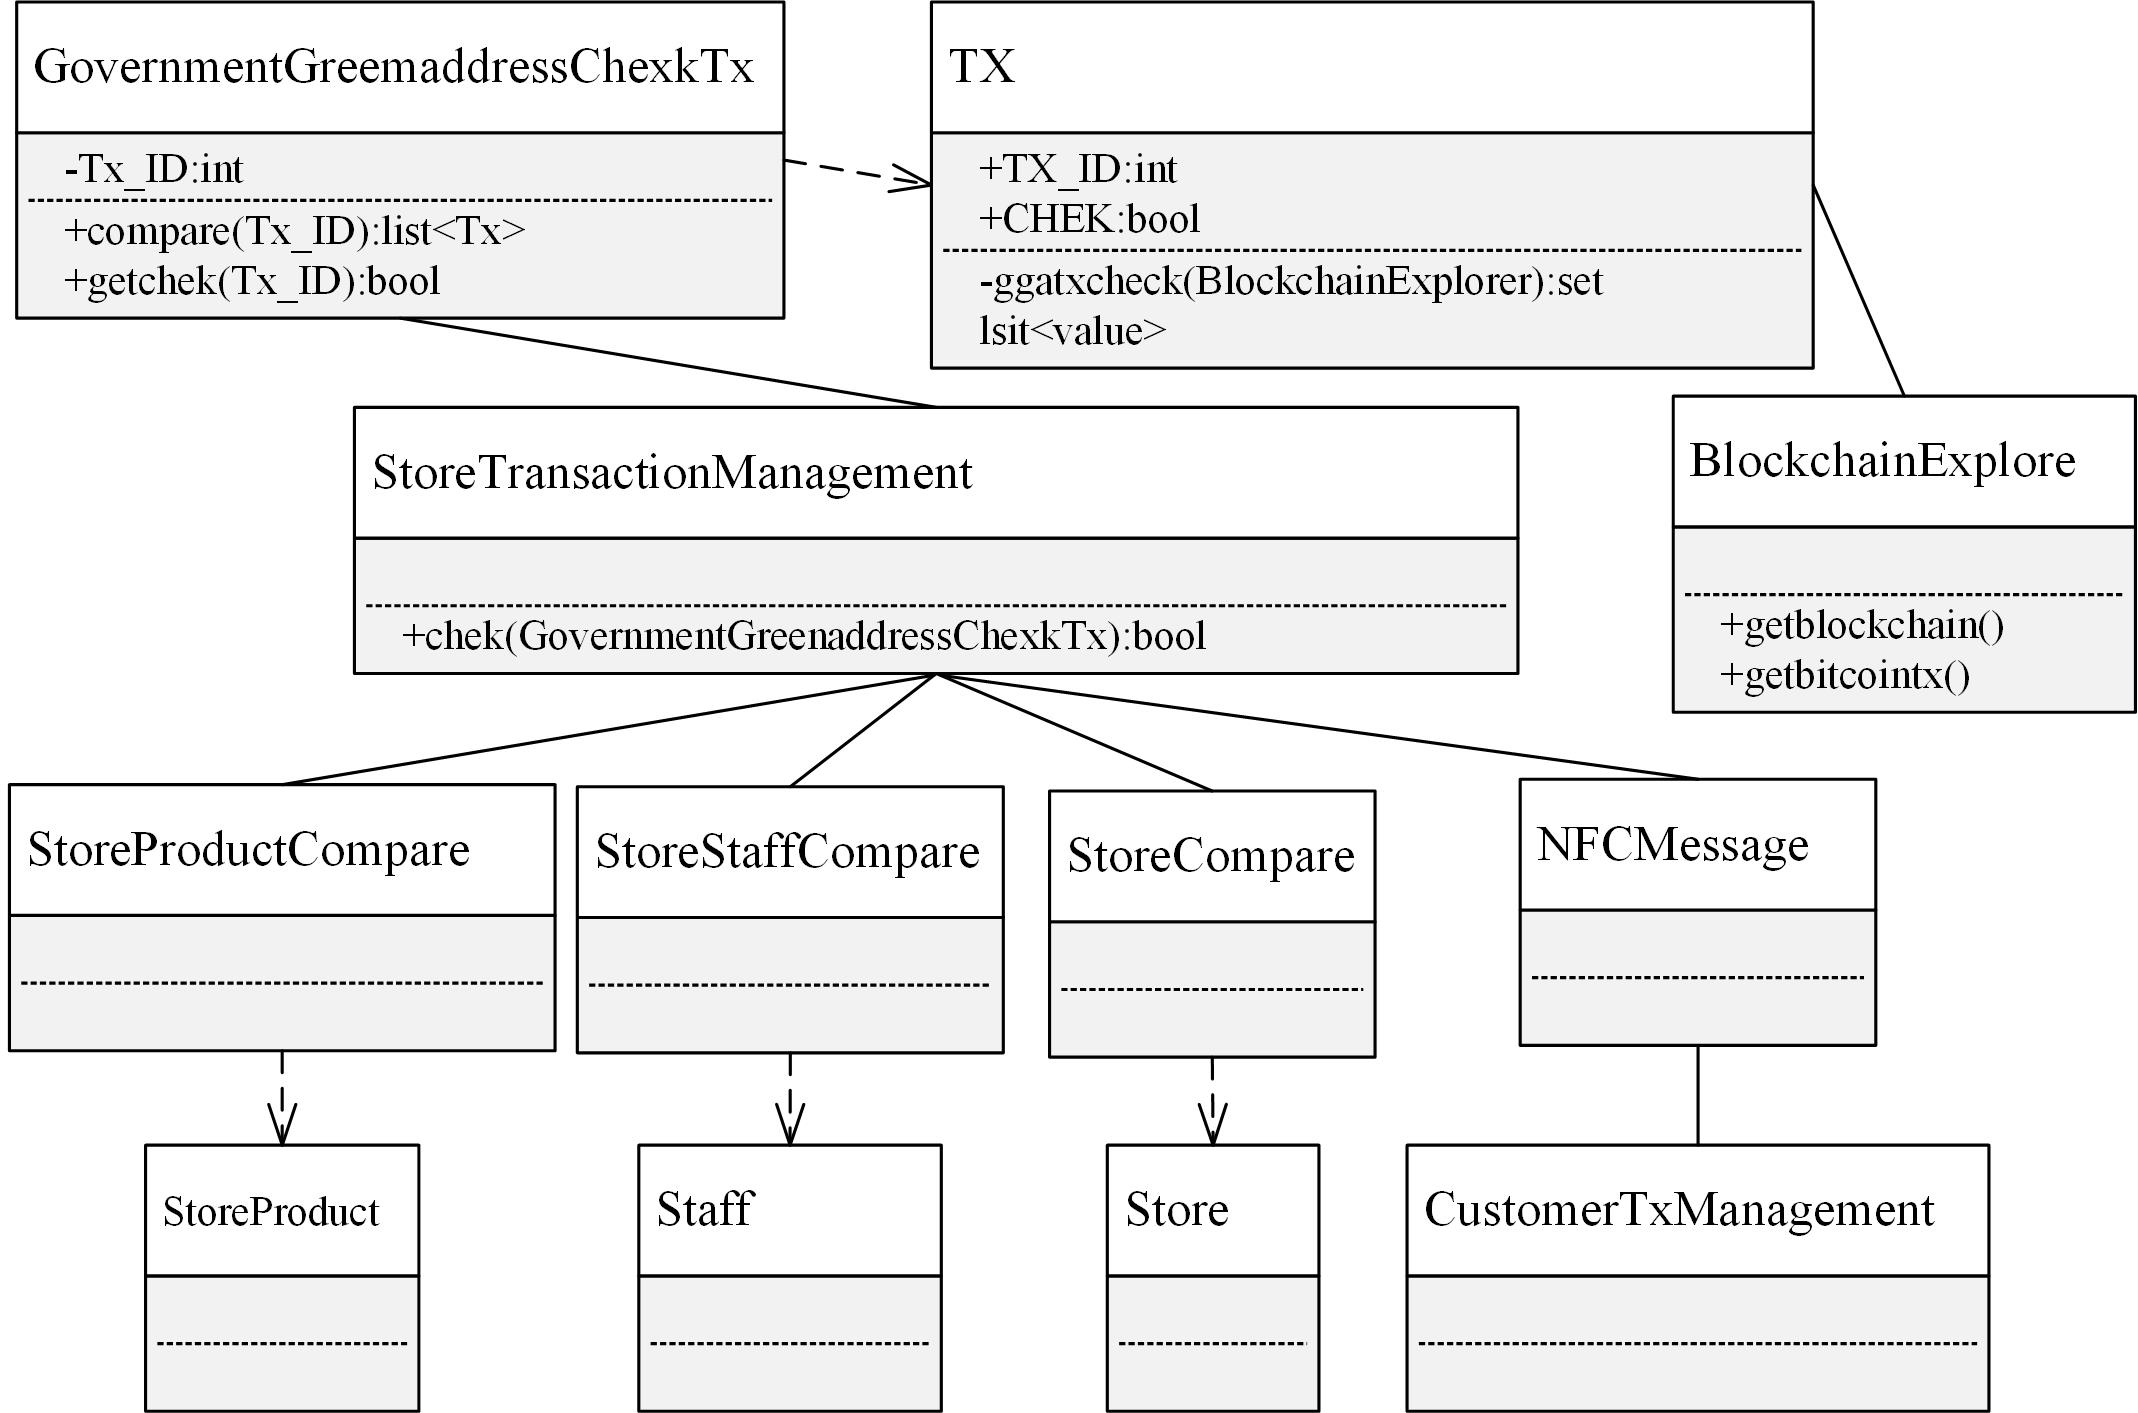 GovernmentGreemaddressChexkTx
-Tx_ID:int
+compare(Tx_ID):list<Tx>
+getchek(Tx_ID):bool
TX
+TX_ID:int
+CHEK:bool
-ggatxcheck(BlockchainExplorer):set
lsit<value>
StoreTransactionManagement
+chek(GovernmentGreenaddressChexkTx):bool
BlockchainExplore
+getblockchain()
+getbitcointx()
StoreProductCompare
StoreStaffCompare
StoreCompare
NFCMessage
StoreProduct
Staff
Store
CustomerTxManagement